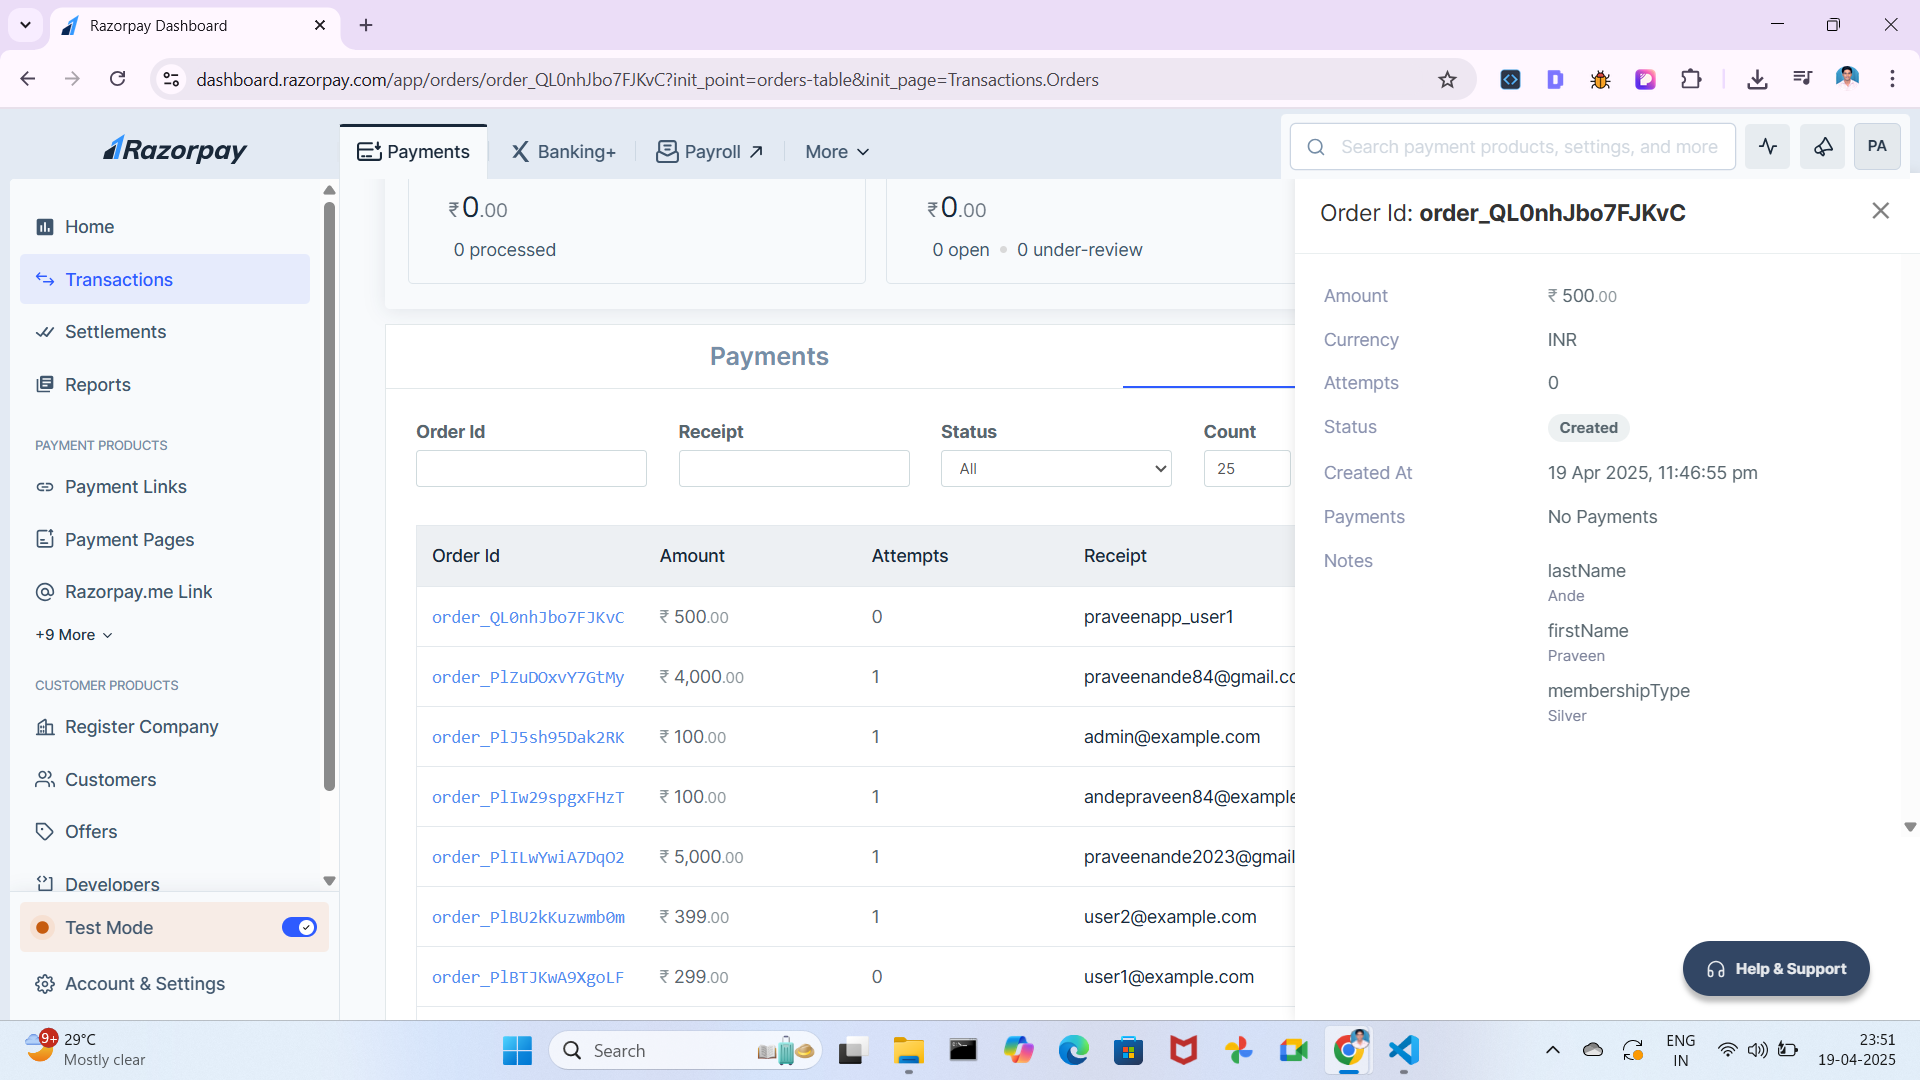 Razorpay Dashboard
dashboard.razorpay.com/app/orders/order_QL0nhJbo7FJKvC?init_point=orders-table&init_page=Transactions.Orders
Razorpay
Payments
Banking+
Payroll
More
Search payment products, settings, and more
PA
Home
Transactions
Settlements
Reports
PAYMENT PRODUCTS
Payment Links
Payment Pages
Razorpay.me Link
+9 More
CUSTOMER PRODUCTS
Register Company
Customers
Offers
Developers
Test Mode
Account & Settings
₹0.00
0 processed
₹0.00
0 open 0 under-review
Payments
Order Id Receipt Status Count
All 25
Order Id Amount Attempts Receipt
order_QL0nhJbo7FJKvC ₹ 500.00 0 praveenapp_user1
order_PlZuDOxvY7GtMy ₹ 4,000.00 1 praveenande84@gmail.co
order_PlJ5sh95Dak2RK ₹ 100.00 1 admin@example.com
order_PlIw29spgxFHzT ₹ 100.00 1 andepraveen84@example
order_PlILwYwiA7DqO2 ₹ 5,000.00 1 praveenande2023@gmail
order_PlBU2kKuzwmb0m ₹ 399.00 1 user2@example.com
order_PlBTJKwA9XgoLF ₹ 299.00 0 user1@example.com
Order Id: order_QL0nhJbo7FJKvC
Amount ₹ 500.00
Currency INR
Attempts 0
Status Created
Created At 19 Apr 2025, 11:46:55 pm
Payments No Payments
Notes
lastName
Ande
firstName
Praveen
membershipType
Silver
Help & Support
9+
29°C
Mostly clear
Search
ENG
IN
23:51
19-04-2025